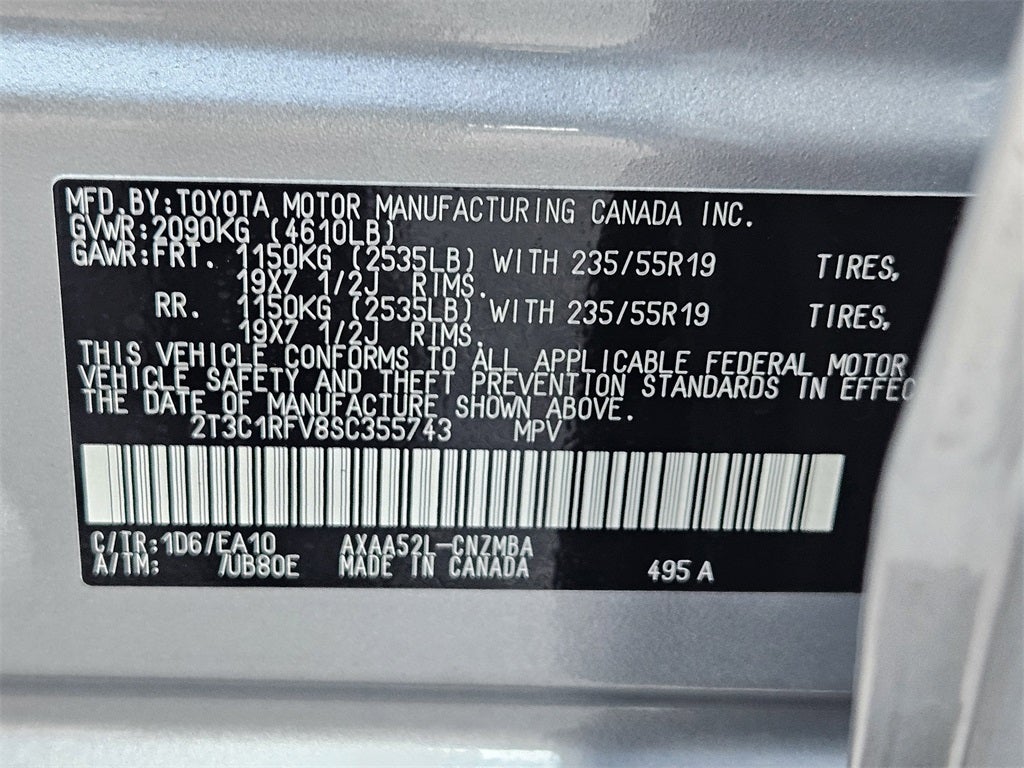 MFD.BY:TOYOTA MOTOR MANUFACTURING CANADA INC.
GVWR:2090KG (4610LB)
GAWR:FRT. 1150KG (2535LB) WITH 235/55R19 TIRES,
19X7 1/2J RIMS.
RR. 1150KG (2535LB) WITH 235/55R19 TIRES,
19X7 1/2J RIMS.
THIS VEHICLE CONFORMS TO ALL APPLICABLE FEDERAL MOTOR
VEHICLE SAFETY AND THEFT PREVENTION STANDARDS IN EFFEC
THE DATE OF MANUFACTURE SHOWN ABOVE.
2T3C1RFV8SC355743 MPV
C/TR:1D6/EA10 AXAA52L-CNZMBA
A/TM: /UB80E MADE IN CANADA 495 A